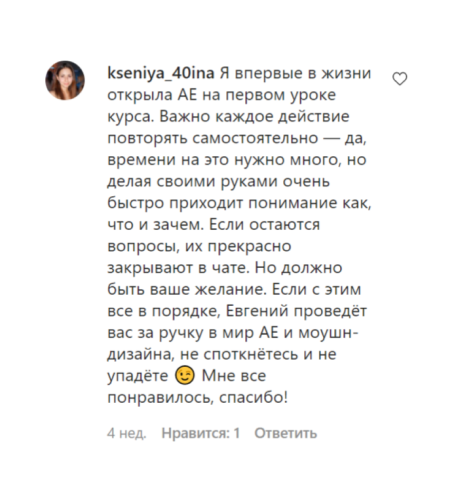 kseniya_40ina Я впервые в жизни
открыла АЕ на первом уроке
курса. Важно каждое действие
повторять самостоятельно — да,
времени на это нужно много, но
делая своими руками очень
быстро приходит понимание как,
что и зачем. Если остаются
вопросы, их прекрасно
закрывают в чате. Но должно
быть ваше желание. Если с этим
все в порядке, Евгений проведёт
вас за ручку в мир АЕ и моушн-
дизайна, не споткнётесь и не
упадёте 😉 Мне все
понравилось, спасибо!
4 нед. Нравится: 1 Ответить